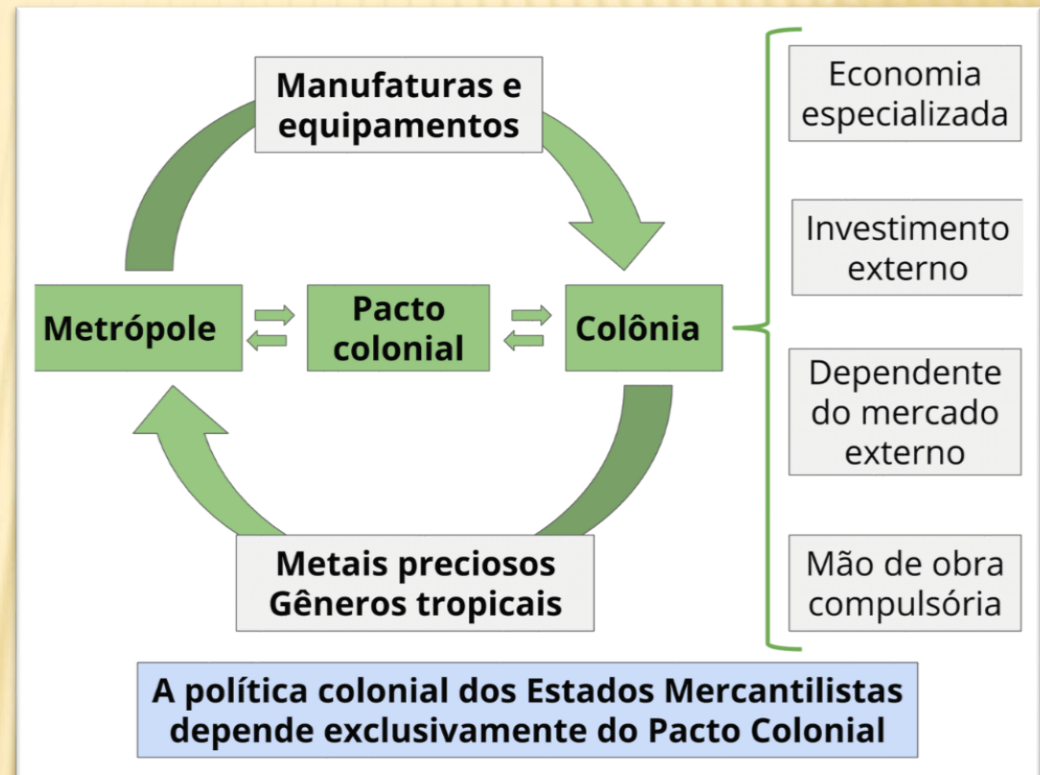 Manufaturas e
equipamentos
Metrópole
Pacto
colonial
Colônia
Metais preciosos
Gêneros tropicais
Economia
especializada
Investimento
externo
Dependente
do mercado
externo
Mão de obra
compulsória
A política colonial dos Estados Mercantilistas
depende exclusivamente do Pacto Colonial